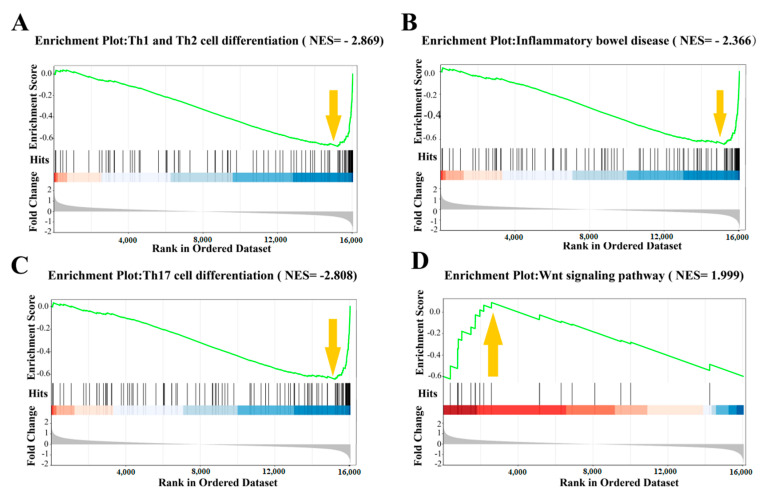 A
Enrichment Plot:Th1 and Th2 cell differentiation ( NES= - 2.869)
Enrichment Score
0.0
-0.2
-0.4
-0.6
Hits
Fold Change
2
1
0
-1
-2
4,000
8,000
12,000
16,000
Rank in Ordered Dataset
B
Enrichment Plot:Inflammatory bowel disease ( NES= - 2.366)
Enrichment Score
0.0
-0.2
-0.4
-0.6
Hits
Fold Change
2
1
0
-1
-2
4,000
8,000
12,000
16,000
Rank in Ordered Dataset
C
Enrichment Plot:Th17 cell differentiation ( NES= -2.808)
Enrichment Score
0.0
-0.2
-0.4
-0.6
Hits
Fold Change
2
1
0
-1
-2
4,000
8,000
12,000
16,000
Rank in Ordered Dataset
D
Enrichment Plot:Wnt signaling pathway ( NES= 1.999)
Enrichment Score
0.0
-0.2
-0.4
-0.6
Hits
Fold Change
2
1
0
-1
-2
4,000
8,000
12,000
16,000
Rank in Ordered Dataset